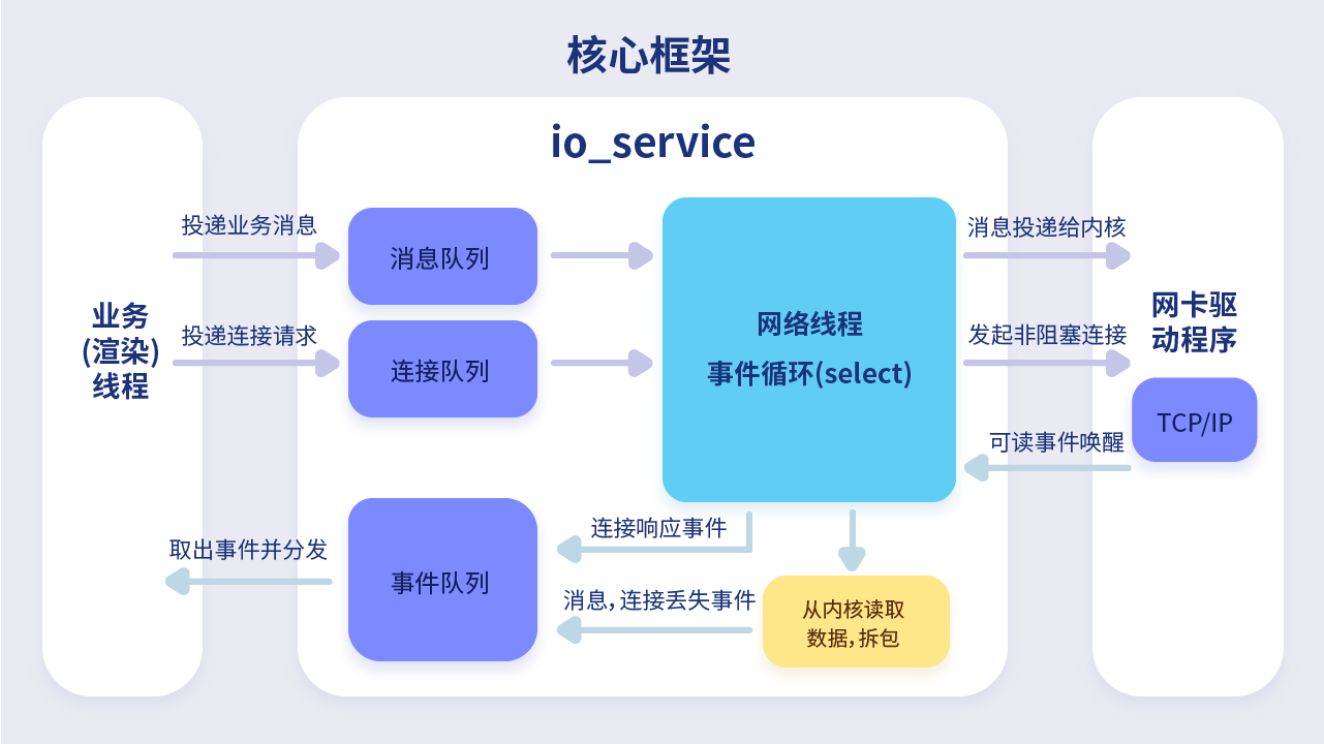 核心框架
io_service
投递业务消息
消息队列
消息投递给内核
业务
(渲染)
线程
投递连接请求
连接队列
网络线程
事件循环(select)
发起非阻塞连接
网卡驱
动程序
TCP/IP
可读事件唤醒
取出事件并分发
事件队列
连接响应事件
消息,连接丢失事件
从内核读取
数据,拆包